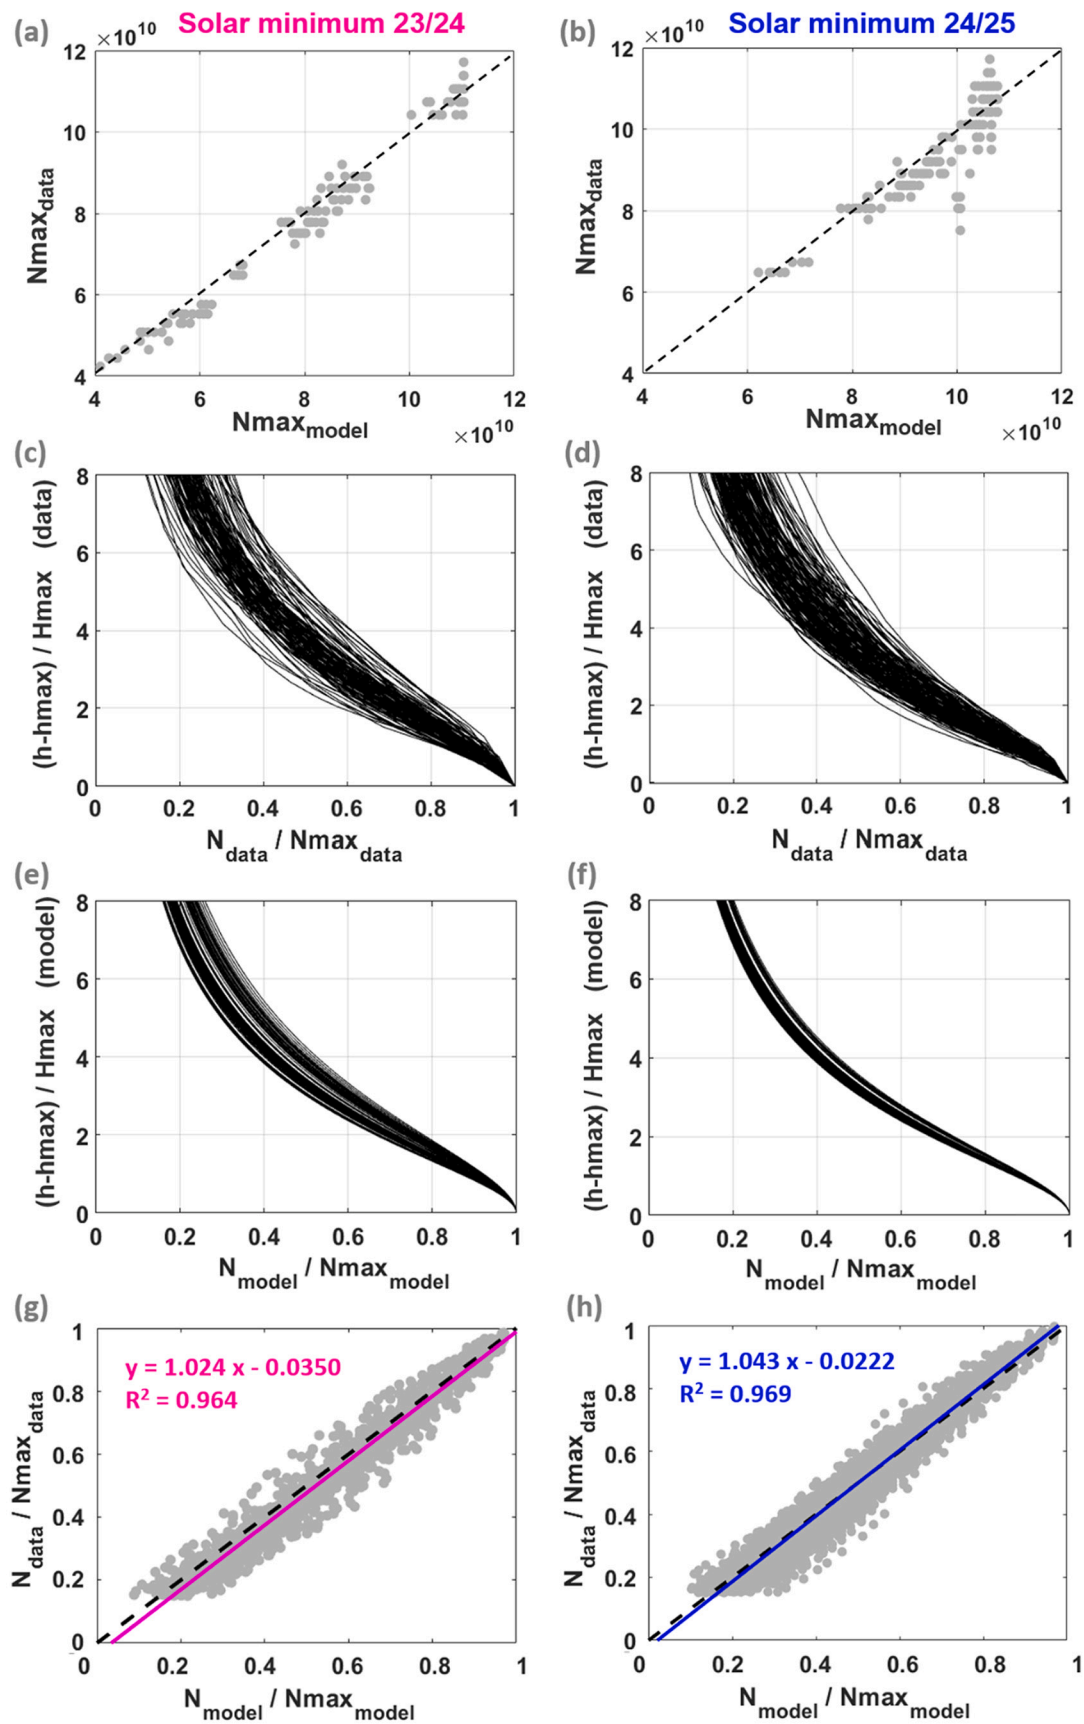 (a) Solar minimum 23/24 (b) Solar minimum 24/25
×10^10 ×10^10
12 12
10 10
8 8
6 6
4 4
Nmax_data Nmax_data
4 6 8 10 12 4 6 8 10 12
Nmax_model ×10^10 Nmax_model ×10^10
(c) (d)
8 8
6 6
4 4
2 2
0 0
(h-hmax) / Hmax (data) (h-hmax) / Hmax (data)
0 0.2 0.4 0.6 0.8 1 0 0.2 0.4 0.6 0.8 1
N_data / Nmax_data N_data / Nmax_data
(e) (f)
8 8
6 6
4 4
2 2
0 0
(h-hmax) / Hmax (model) (h-hmax) / Hmax (model)
0 0.2 0.4 0.6 0.8 1 0 0.2 0.4 0.6 0.8 1
N_model / Nmax_model N_model / Nmax_model
(g) (h)
1 1
y = 1.024 x - 0.0350 y = 1.043 x - 0.0222
R² = 0.964 R² = 0.969
0.8 0.8
0.6 0.6
0.4 0.4
0.2 0.2
0 0
N_data / Nmax_data N_data / Nmax_data
0 0.2 0.4 0.6 0.8 1 0 0.2 0.4 0.6 0.8 1
N_model / Nmax_model N_model / Nmax_model